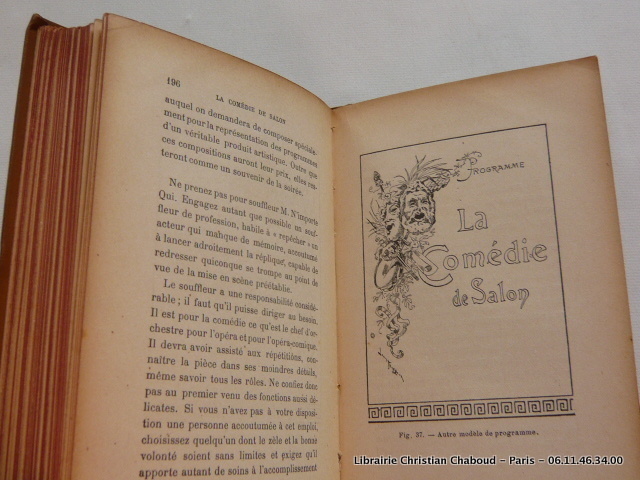 196
LA COMÉDIE DE SALON
auquel on demandera de composer spéciale-
ment pour la représentation des programmes
d'un véritable produit artistique. Outre que
ces compositions auront leur prix, elles res-
teront comme un souvenir de la soirée.
Ne prenez pas pour souffleur M. N'importe
Qui. Engagez autant que possible un souf-
fleur de profession, habile à « repêcher » un
acteur qui manque de mémoire, accoutumé
à lancer adroitement la réplique, capable de
redresser quiconque se trompe au point de
vue de la mise en scène préétablie.
Le souffleur a une responsabilité considé-
rable ; il faut qu'il puisse diriger au besoin.
Il est pour la comédie ce qu'est le chef d'or-
chestre pour l'opéra et pour l'opéra-comique.
Il devra avoir assisté aux répétitions, con-
naître la pièce dans ses moindres détails,
même savoir tous les rôles. Ne confiez donc
pas au premier venu des fonctions aussi dé-
licates. Si vous n'avez pas à votre disposi-
tion une personne accoutumée à cet emploi,
choisissez quelqu'un dont le zèle et la bonne
volonté soient sans limites et exigez qu'il
apporte autant de soins à l'accomplissement
PROGRAMME
La
Comédie
de Salon
Fig. 37. — Autre modèle de programme.
Librairie Christian Chaboud – Paris – 06.11.46.34.00